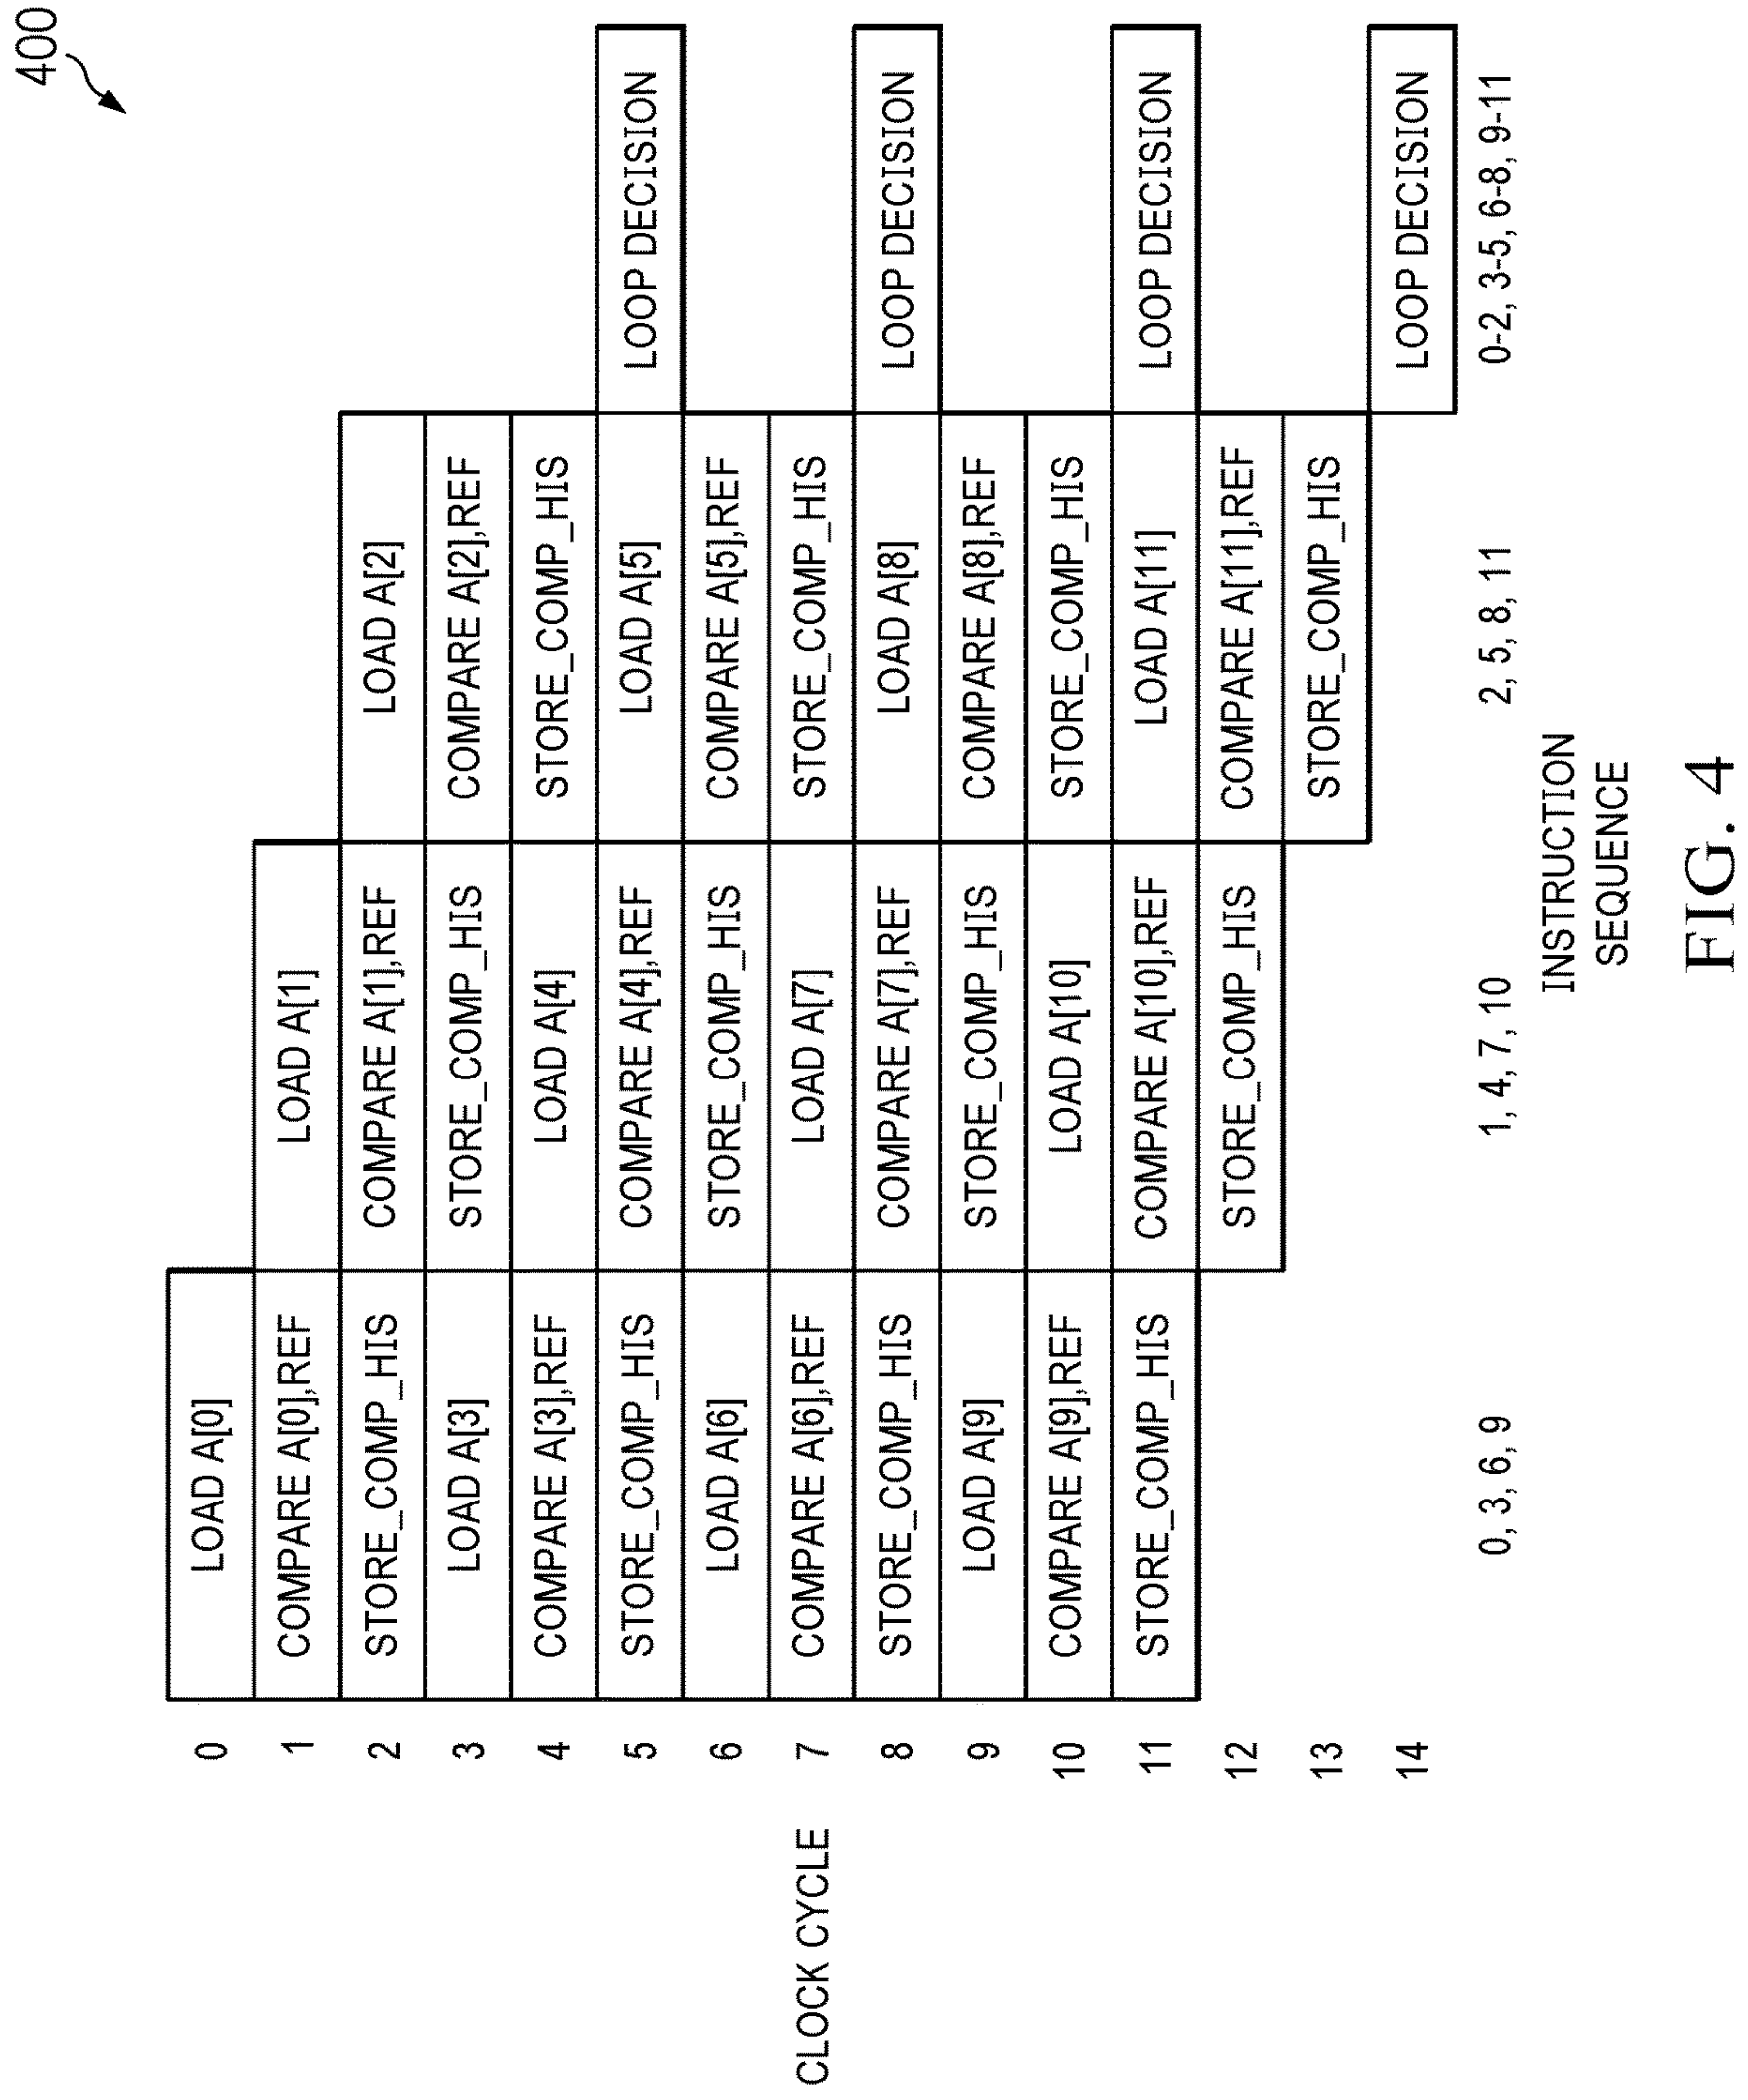 400
CLOCK CYCLE
0 LOAD A[0]
1 COMPARE A[0],REF LOAD A[1]
2 STORE_COMP_HIS COMPARE A[1],REF LOAD A[2]
3 LOAD A[3] STORE_COMP_HIS COMPARE A[2],REF
4 COMPARE A[3],REF LOAD A[4] STORE_COMP_HIS
5 STORE_COMP_HIS COMPARE A[4],REF LOAD A[5] LOOP DECISION
6 LOAD A[6] STORE_COMP_HIS COMPARE A[5],REF
7 COMPARE A[6],REF LOAD A[7] STORE_COMP_HIS
8 STORE_COMP_HIS COMPARE A[7],REF LOAD A[8] LOOP DECISION
9 LOAD A[9] STORE_COMP_HIS COMPARE A[8],REF
10 COMPARE A[9],REF LOAD A[10] STORE_COMP_HIS
11 STORE_COMP_HIS COMPARE A[10],REF LOAD A[11] LOOP DECISION
12 STORE_COMP_HIS COMPARE A[11],REF
13 STORE_COMP_HIS
14 LOOP DECISION
0, 3, 6, 9 1, 4, 7, 10 2, 5, 8, 11 0-2, 3-5, 6-8, 9-11
INSTRUCTION
SEQUENCE
FIG. 4